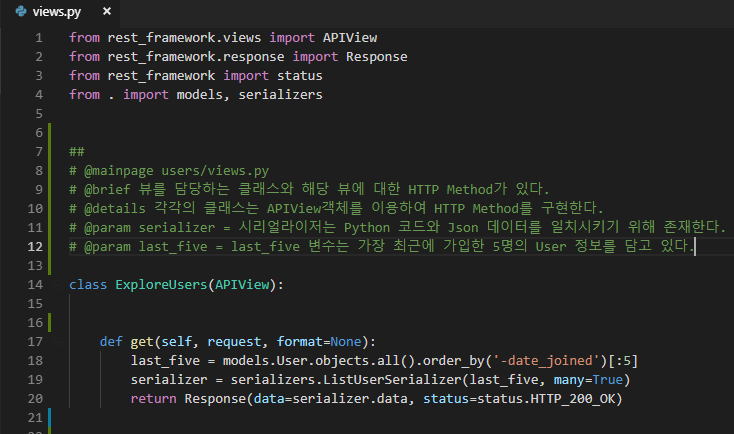 views.py ×
1 from rest_framework.views import APIView
2 from rest_framework.response import Response
3 from rest_framework import status
4 from . import models, serializers
5
6
7 ##
8 # @mainpage users/views.py
9 # @brief 뷰를 담당하는 클래스와 해당 뷰에 대한 HTTP Method가 있다.
10 # @details 각각의 클래스는 APIView객체를 이용하여 HTTP Method를 구현한다.
11 # @param serializer = 시리얼라이저는 Python 코드와 Json 데이터를 일치시키기 위해 존재한다.
12 # @param last_five = last_five 변수는 가장 최근에 가입한 5명의 User 정보를 담고 있다.
13
14 class ExploreUsers(APIView):
15
16
17     def get(self, request, format=None):
18         last_five = models.User.objects.all().order_by('-date_joined')[:5]
19         serializer = serializers.ListUserSerializer(last_five, many=True)
20         return Response(data=serializer.data, status=status.HTTP_200_OK)
21